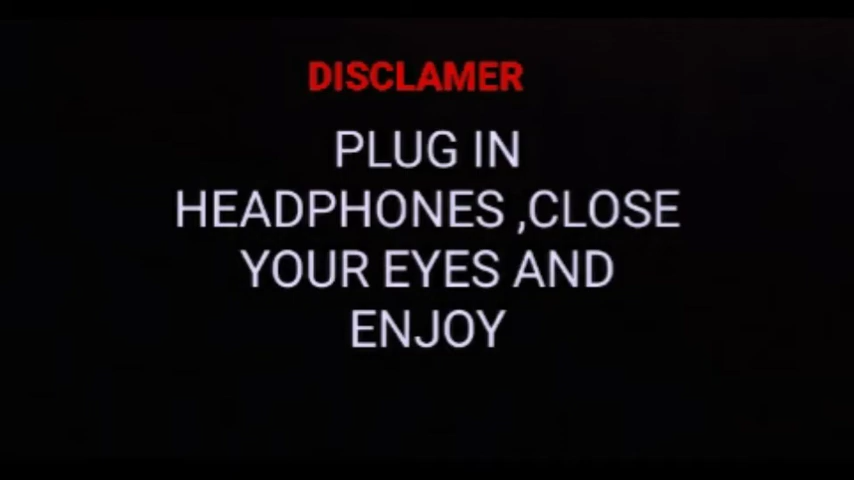 DISCLAMER
PLUG IN
HEADPHONES ,CLOSE
YOUR EYES AND
ENJOY